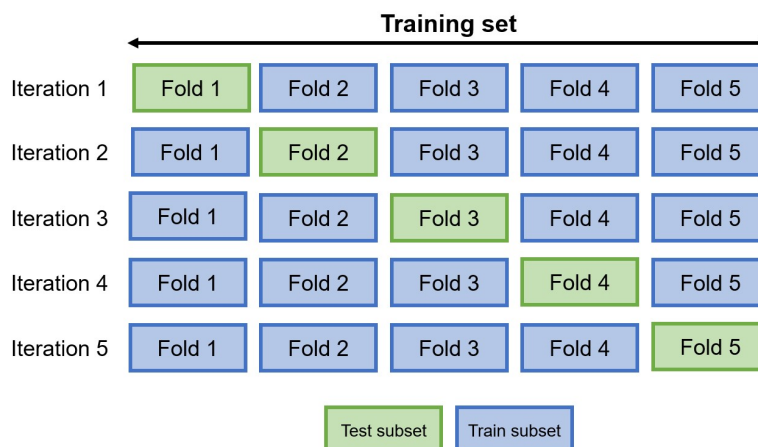 Training set
Iteration 1 Fold 1 Fold 2 Fold 3 Fold 4 Fold 5
Iteration 2 Fold 1 Fold 2 Fold 3 Fold 4 Fold 5
Iteration 3 Fold 1 Fold 2 Fold 3 Fold 4 Fold 5
Iteration 4 Fold 1 Fold 2 Fold 3 Fold 4 Fold 5
Iteration 5 Fold 1 Fold 2 Fold 3 Fold 4 Fold 5
Test subset Train subset